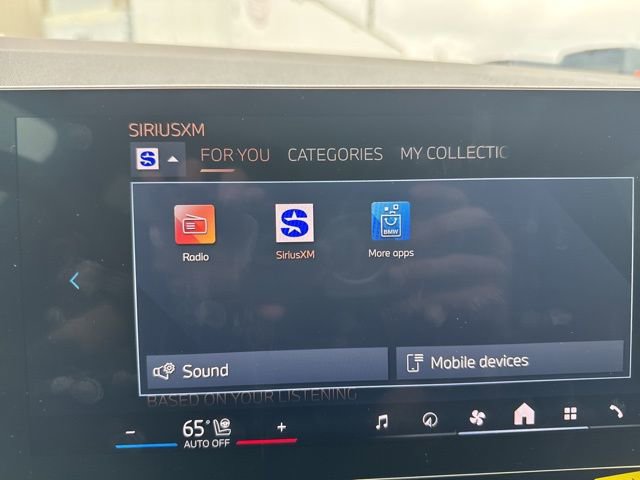 SIRIUSXM
FOR YOU CATEGORIES MY COLLECTIC
Radio SiriusXM More apps
BMW
Sound Mobile devices
BASED ON YOUR LISTENING
− 65° +
AUTO OFF